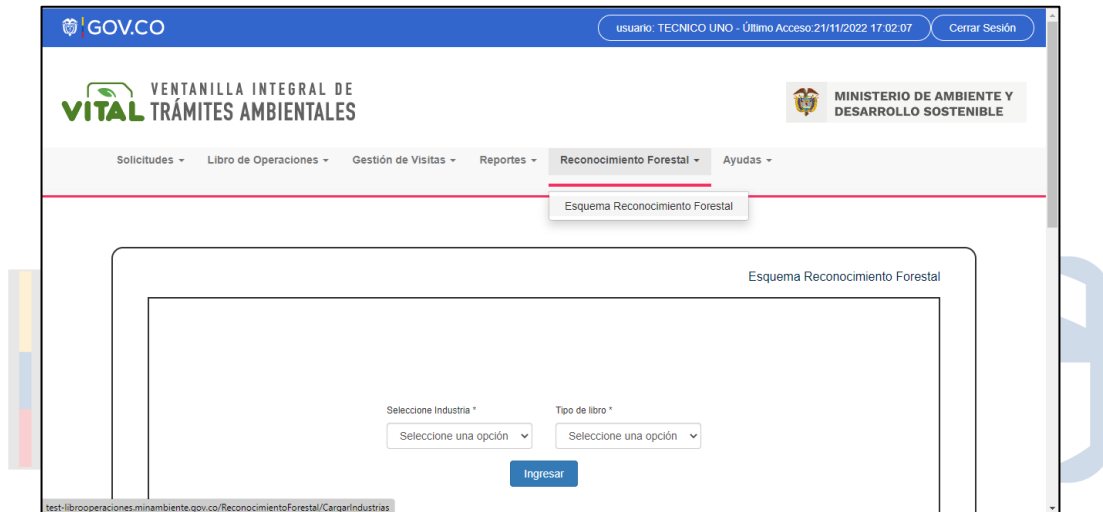 GOV.CO
usuario: TECNICO UNO - Último Acceso:21/11/2022 17:02:07
Cerrar Sesión
VITAL
VENTANILLA INTEGRAL DE
TRÁMITES AMBIENTALES
MINISTERIO DE AMBIENTE Y
DESARROLLO SOSTENIBLE
Solicitudes
Libro de Operaciones
Gestión de Visitas
Reportes
Reconocimiento Forestal
Ayudas
Esquema Reconocimiento Forestal
Esquema Reconocimiento Forestal
Seleccione Industria *
Tipo de libro *
Seleccione una opción
Seleccione una opción
Ingresar
test-librooperaciones.minambiente.gov.co/ReconocimientoForestal/CargarIndustrias